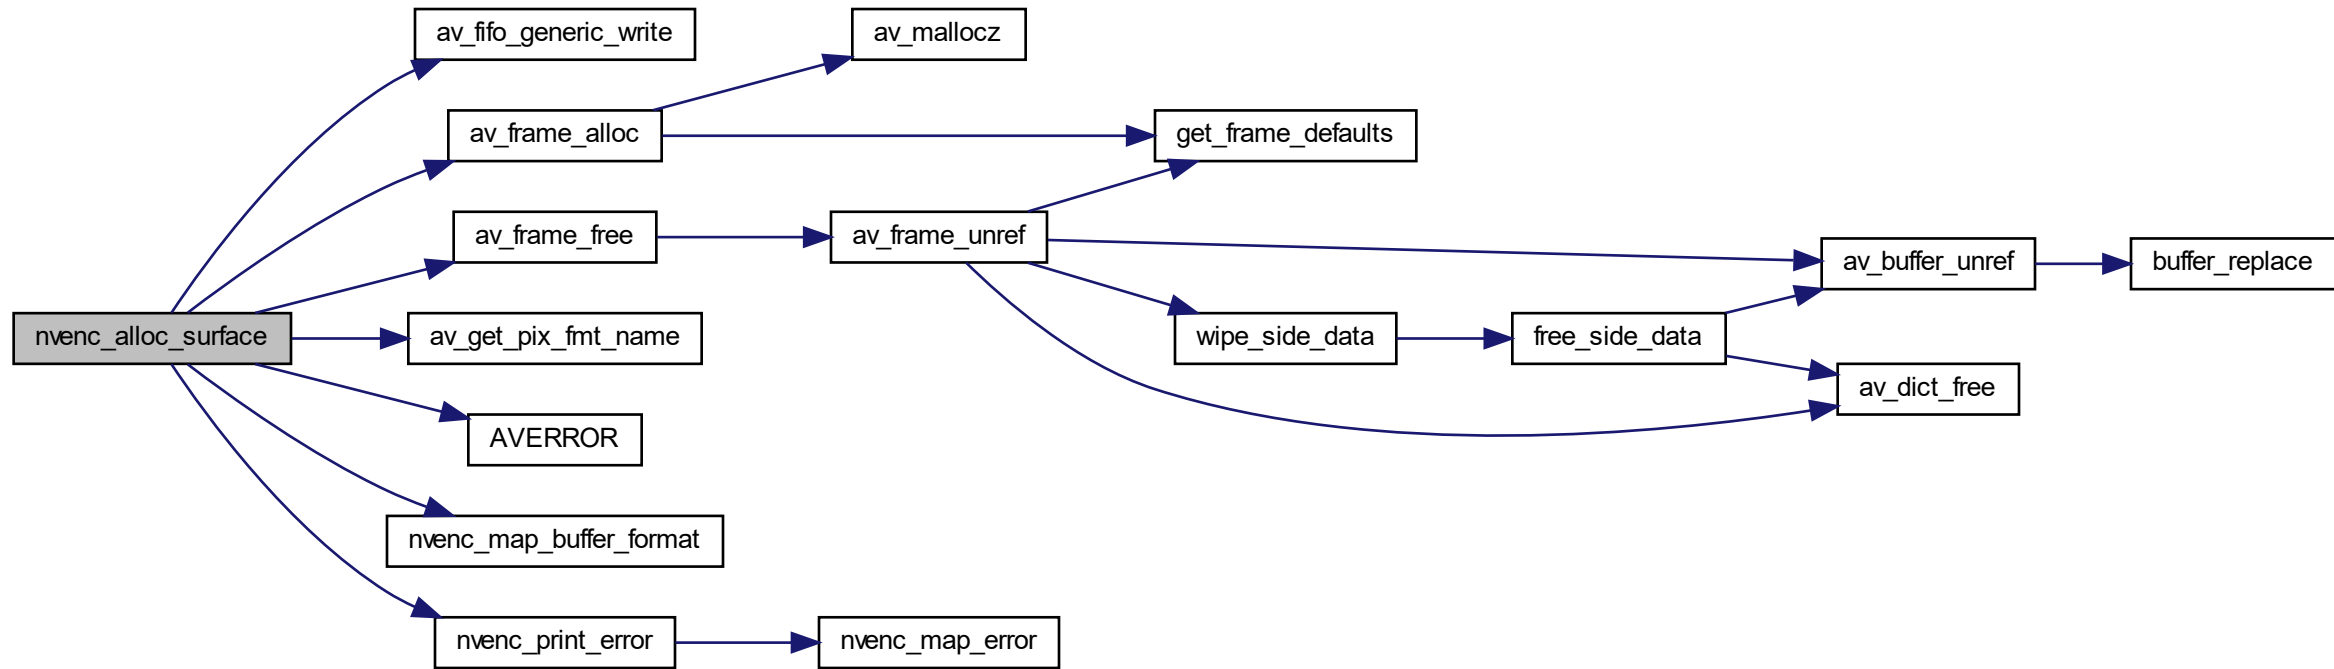 av_fifo_generic_write
av_mallocz
av_frame_alloc
get_frame_defaults
av_frame_free
av_frame_unref
av_buffer_unref
buffer_replace
nvenc_alloc_surface
av_get_pix_fmt_name
wipe_side_data
free_side_data
av_dict_free
AVERROR
nvenc_map_buffer_format
nvenc_print_error
nvenc_map_error